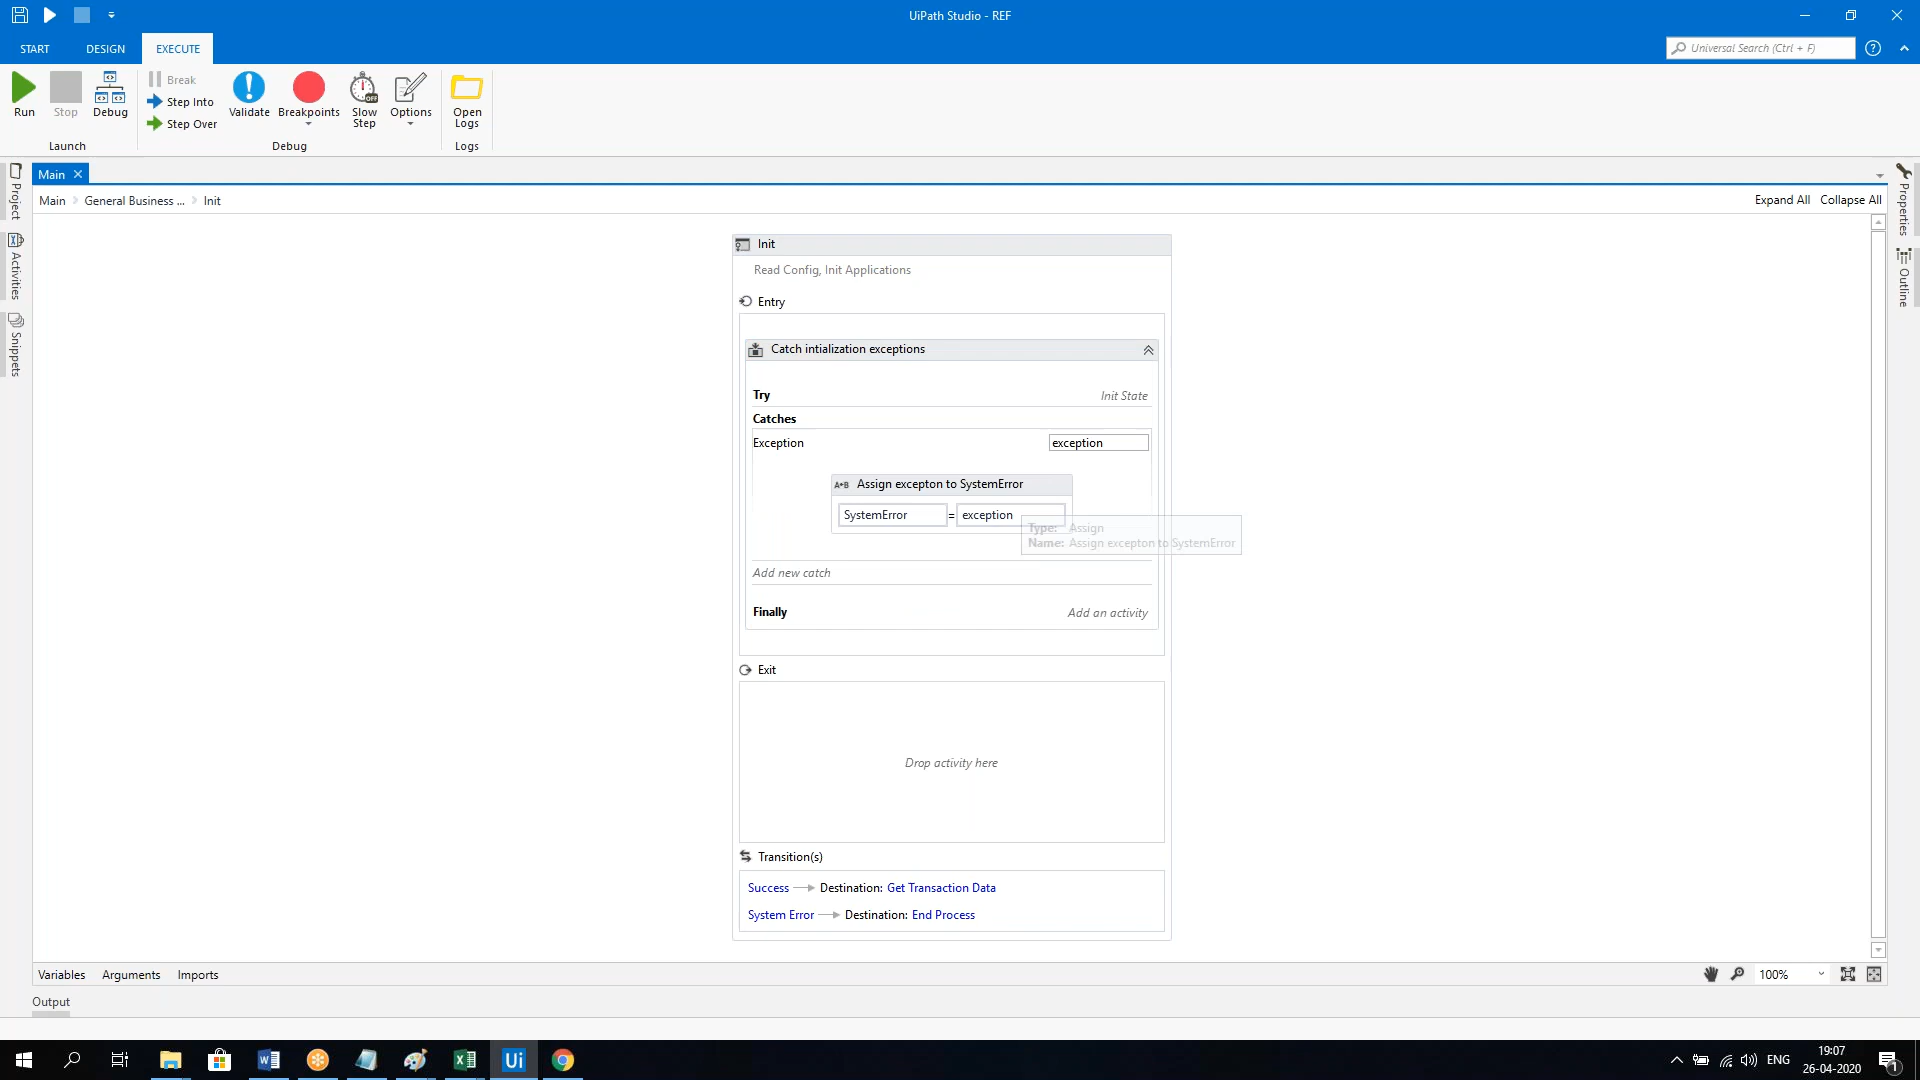 UiPath Studio - REF
START DESIGN EXECUTE
Universal Search (Ctrl + F)
Run Stop Debug
Break
Step Into
Step Over
Validate Breakpoints Slow Step Options
Open Logs
Launch Debug Logs
Main
Main General Business ... Init
Expand All Collapse All
Project
Activities
Snippets
Properties
Outline
Init
Read Config, Init Applications
Entry
Catch intialization exceptions
Try Init State
Catches
Exception exception
A+B Assign excepton to SystemError
SystemError = exception
Type: Assign
Name: Assign excepton to SystemError
Add new catch
Finally Add an activity
Exit
Drop activity here
Transition(s)
Success Destination: Get Transaction Data
System Error Destination: End Process
Variables Arguments Imports
100%
Output
Ui
ENG
19:07
26-04-2020
1